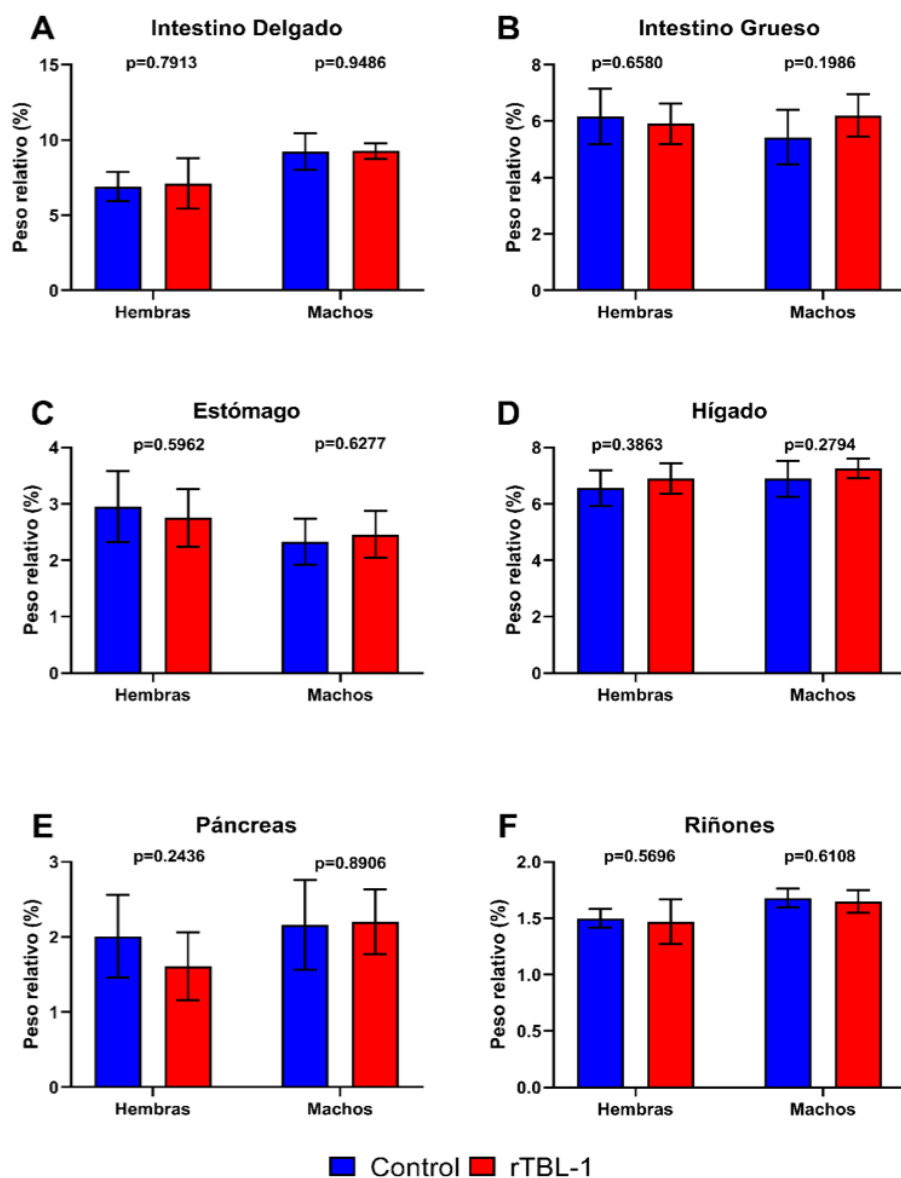 A
Intestino Delgado
p=0.7913
p=0.9486
Peso relativo (%)
15
10
5
0
Hembras
Machos
B
Intestino Grueso
p=0.6580
p=0.1986
Peso relativo (%)
8
6
4
2
0
Hembras
Machos
C
Estómago
p=0.5962
p=0.6277
Peso relativo (%)
4
3
2
1
0
Hembras
Machos
D
Hígado
p=0.3863
p=0.2794
Peso relativo (%)
8
6
4
2
0
Hembras
Machos
E
Páncreas
p=0.2436
p=0.8906
Peso relativo (%)
3
2
1
0
Hembras
Machos
F
Riñones
p=0.5696
p=0.6108
Peso relativo (%)
2.0
1.5
1.0
0.5
0.0
Hembras
Machos
Control
rTBL-1